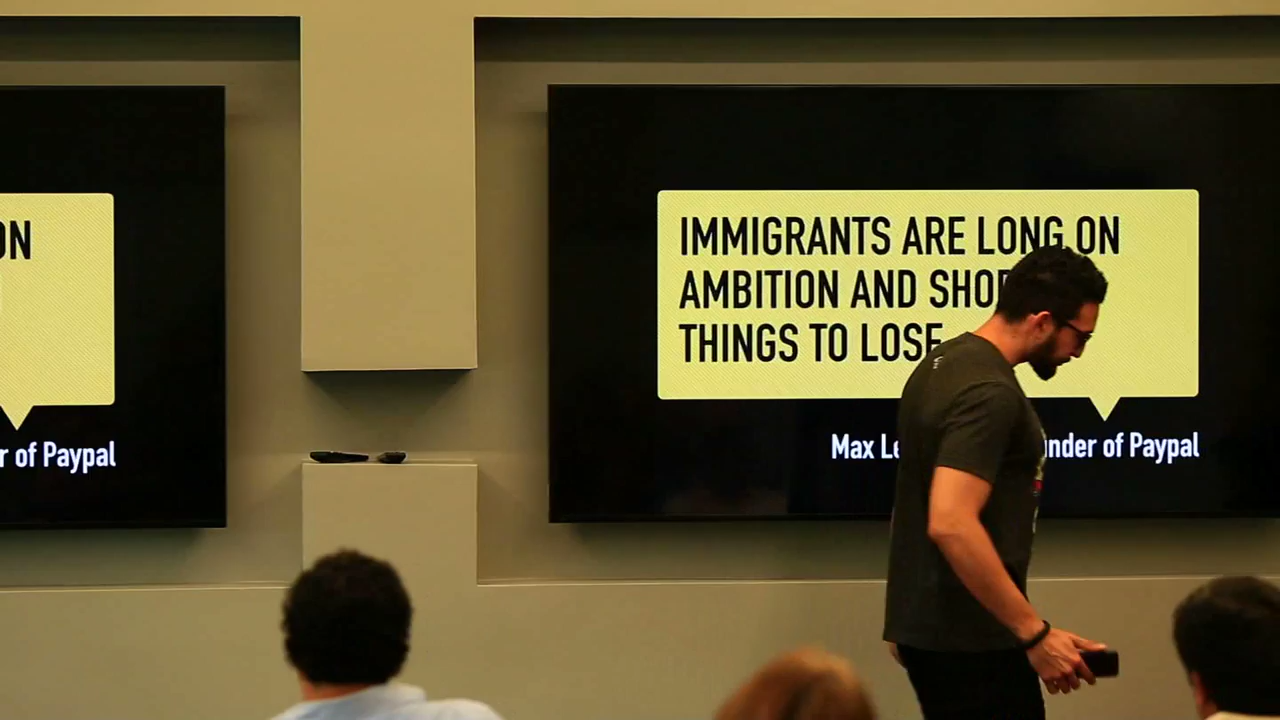 ON
r of Paypal
IMMIGRANTS ARE LONG ON
AMBITION AND SHO
THINGS TO LOSE
Max Le
nder of Paypal